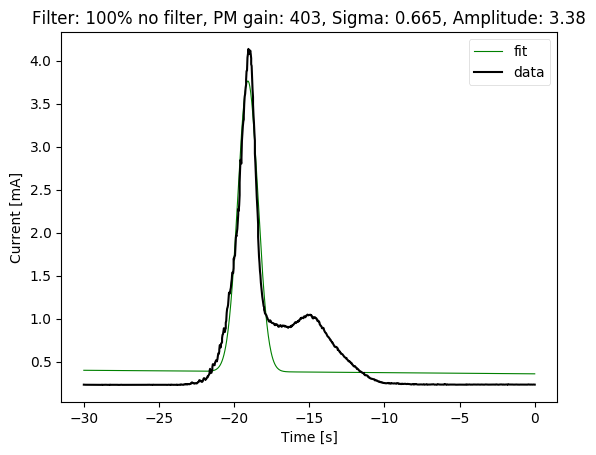 Filter: 100% no filter, PM gain: 403, Sigma: 0.665, Amplitude: 3.38
fit
data
4.0
3.5
3.0
2.5
2.0
1.5
1.0
0.5
Current [mA]
−30 −25 −20 −15 −10 −5 0
Time [s]